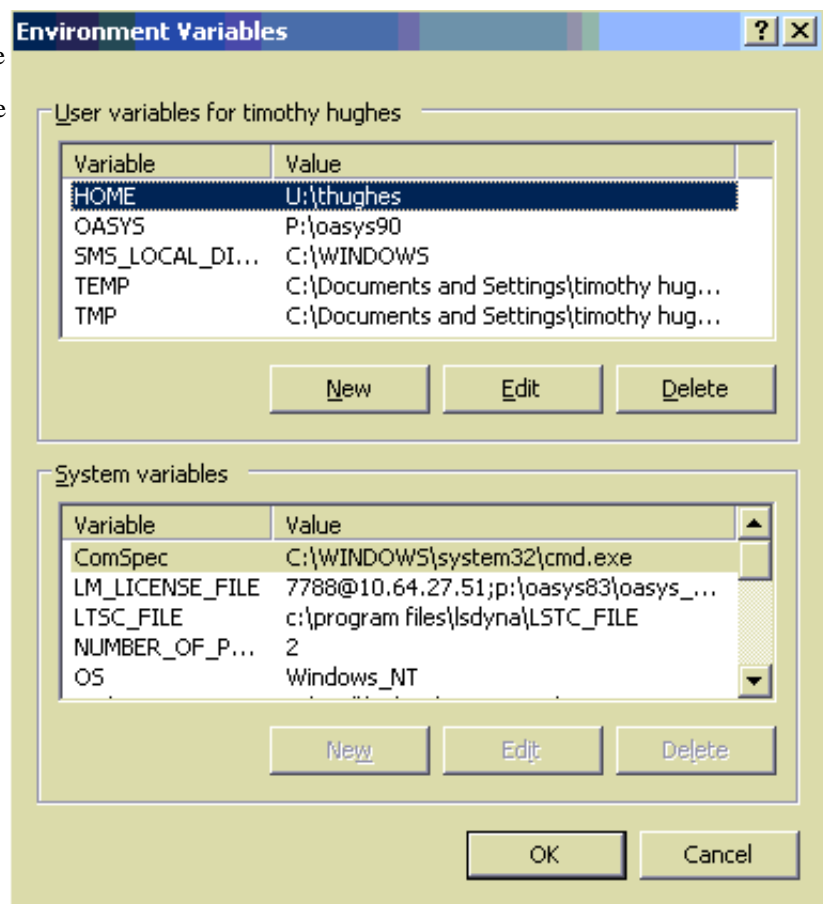 Environment Variables
e
e
User variables for timothy hughes
Variable Value
HOME U:\thughes
OASYS P:\oasys90
SMS_LOCAL_DI... C:\WINDOWS
TEMP C:\Documents and Settings\timothy hug...
TMP C:\Documents and Settings\timothy hug...
New Edit Delete
System variables
Variable Value
ComSpec C:\WINDOWS\system32\cmd.exe
LM_LICENSE_FILE 7788@10.64.27.51;p:\oasys83\oasys_...
LTSC_FILE c:\program files\lsdyna\LSTC_FILE
NUMBER_OF_P... 2
OS Windows_NT
New Edit Delete
OK Cancel